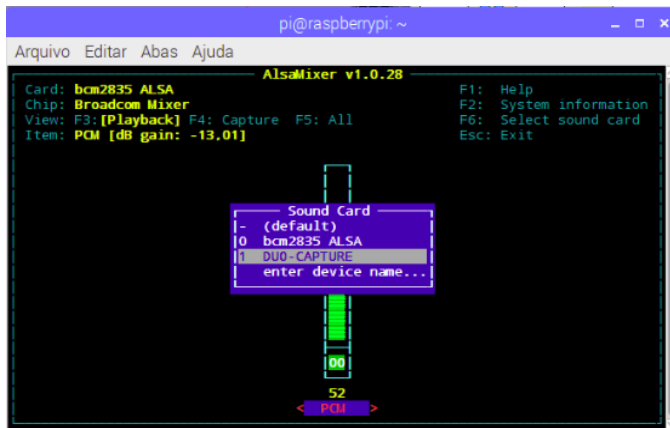 pi@raspberrypi: ~
Arquivo Editar Abas Ajuda
AlsaMixer v1.0.28
Card: bcm2835 ALSA F1: Help
Chip: Broadcom Mixer F2: System information
View: F3:[Playback] F4: Capture F5: All F6: Select sound card
Item: PCM [dB gain: -13,01] Esc: Exit
Sound Card
- (default)
0 bcm2835 ALSA
1 DUO-CAPTURE
enter device name...
00
52
< PCM >